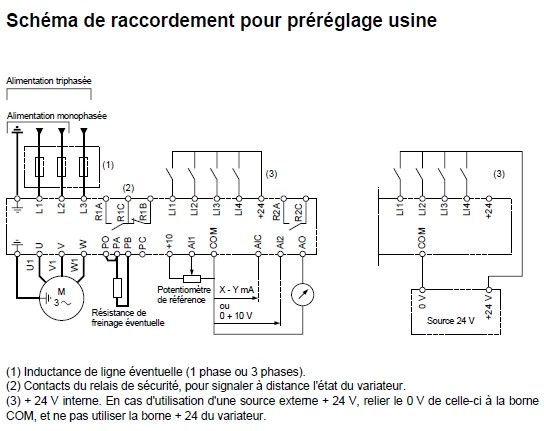 Schéma de raccordement pour préréglage usine
Alimentation triphasée
Alimentation monophasée
(1)
(2)
(3)
(3)
L1 L2 L3 R1A R1C R1B LI1 LI2 LI3 LI4 +24 R2A R2C
LI1 LI2 LI3 LI4 +24
U V W PO PA PB PC +10 AI1 COM AIC AI2 AO
COM
U1 V1 W1
M
3 ~
Résistance de
freinage éventuelle
Potentiomètre
de référence
X - Y mA
ou
0 + 10 V
0 V
+24 V
Source 24 V
(1) Inductance de ligne éventuelle (1 phase ou 3 phases).
(2) Contacts du relais de sécurité, pour signaler à distance l'état du variateur.
(3) + 24 V interne. En cas d'utilisation d'une source externe + 24 V, relier le 0 V de celle-ci à la borne
COM, et ne pas utiliser la borne + 24 du variateur.